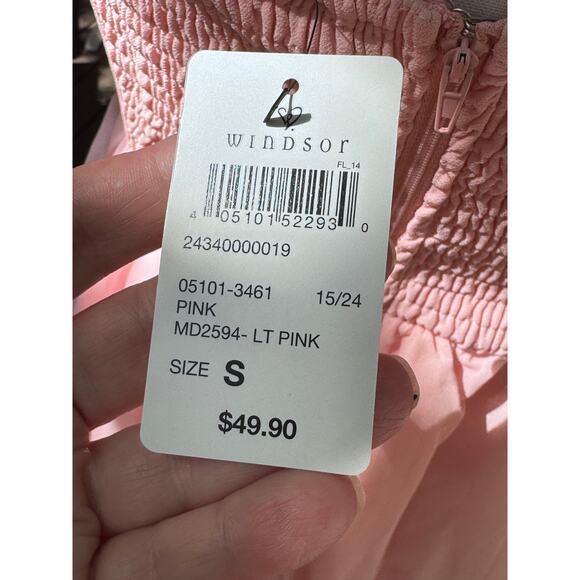 WINDSOR
FL_14
4 05101 52293 0
24340000019
05101-3461 15/24
PINK
MD2594- LT PINK
SIZE S
$49.90